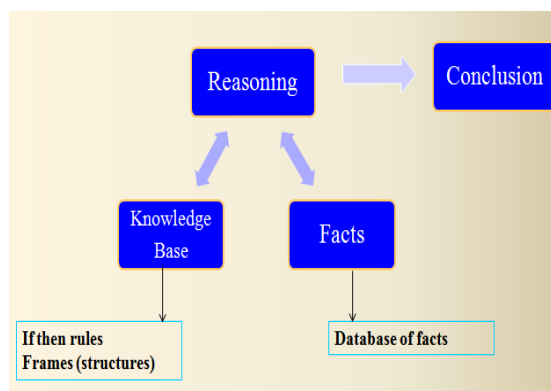 Reasoning
Conclusion
Knowledge
Base
Facts
If then rules
Frames (structures)
Database of facts